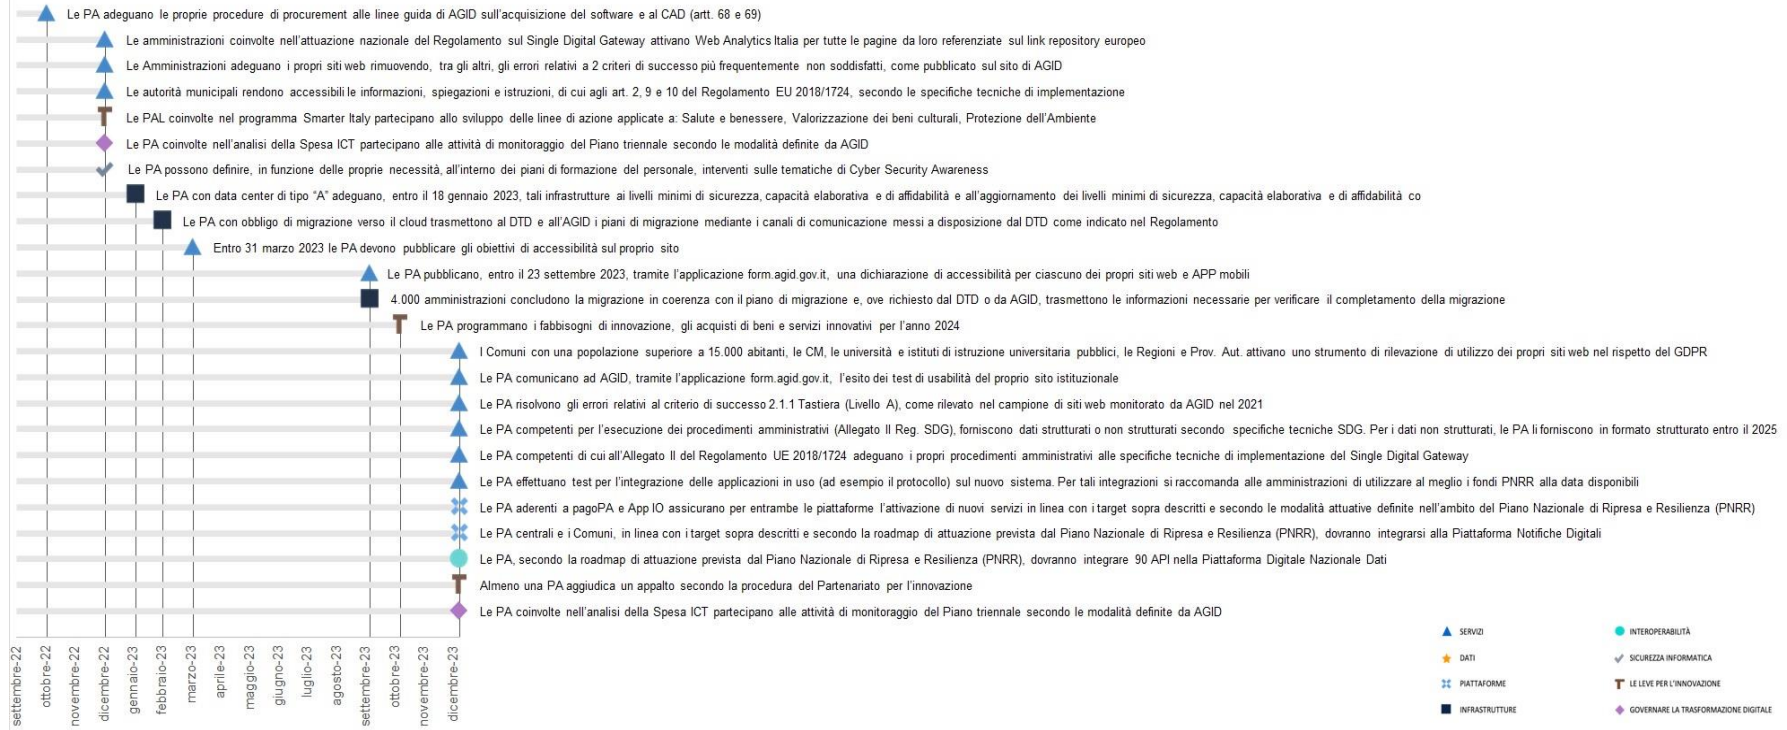 Le PA adeguano le proprie procedure di procurement alle linee guida di AGID sull'acquisizione del software e al CAD (artt. 68 e 69)
Le amministrazioni coinvolte nell'attuazione nazionale del Regolamento sul Single Digital Gateway attivano Web Analytics Italia per tutte le pagine da loro referenziate sul link repository europeo
Le Amministrazioni adeguano i propri siti web rimuovendo, tra gli altri, gli errori relativi a 2 criteri di successo più frequentemente non soddisfatti, come pubblicato sul sito di AGID
Le autorità municipali rendono accessibili le informazioni, spiegazioni e istruzioni, di cui agli art. 2, 9 e 10 del Regolamento EU 2018/1724, secondo le specifiche tecniche di implementazione
Le PAL coinvolte nel programma Smarter Italy partecipano allo sviluppo delle linee di azione applicate a: Salute e benessere, Valorizzazione dei beni culturali, Protezione dell'Ambiente
Le PA coinvolte nell'analisi della Spesa ICT partecipano alle attività di monitoraggio del Piano triennale secondo le modalità definite da AGID
Le PA possono definire, in funzione delle proprie necessità, all'interno dei piani di formazione del personale, interventi sulle tematiche di Cyber Security Awareness
Le PA con data center di tipo "A" adeguano, entro il 18 gennaio 2023, tali infrastrutture ai livelli minimi di sicurezza, capacità elaborativa e di affidabilità e all'aggiornamento dei livelli minimi di sicurezza, capacità elaborativa e di affidabilità co
Le PA con obbligo di migrazione verso il cloud trasmettono al DTD e all'AGID i piani di migrazione mediante i canali di comunicazione messi a disposizione dal DTD come indicato nel Regolamento
Entro 31 marzo 2023 le PA devono pubblicare gli obiettivi di accessibilità sul proprio sito
Le PA pubblicano, entro il 23 settembre 2023, tramite l'applicazione form.agid.gov.it, una dichiarazione di accessibilità per ciascuno dei propri siti web e APP mobili
4.000 amministrazioni concludono la migrazione in coerenza con il piano di migrazione e, ove richiesto dal DTD o da AGID, trasmettono le informazioni necessarie per verificare il completamento della migrazione
Le PA programmano i fabbisogni di innovazione, gli acquisti di beni e servizi innovativi per l'anno 2024
I Comuni con una popolazione superiore a 15.000 abitanti, le CM, le università e istituti di istruzione universitaria pubblici, le Regioni e Prov. Aut. attivano uno strumento di rilevazione di utilizzo dei propri siti web nel rispetto del GDPR
Le PA comunicano ad AGID, tramite l'applicazione form.agid.gov.it, l'esito dei test di usabilità del proprio sito istituzionale
Le PA risolvono gli errori relativi al criterio di successo 2.1.1 Tastiera (Livello A), come rilevato nel campione di siti web monitorato da AGID nel 2021
Le PA competenti per l'esecuzione dei procedimenti amministrativi (Allegato II Reg. SDG), forniscono dati strutturati o non strutturati secondo specifiche tecniche SDG. Per i dati non strutturati, le PA li forniscono in formato strutturato entro il 2025
Le PA competenti di cui all'Allegato II del Regolamento UE 2018/1724 adeguano i propri procedimenti amministrativi alle specifiche tecniche di implementazione del Single Digital Gateway
Le PA effettuano test per l'integrazione delle applicazioni in uso (ad esempio il protocollo) sul nuovo sistema. Per tali integrazioni si raccomanda alle amministrazioni di utilizzare al meglio i fondi PNRR alla data disponibili
Le PA aderenti a pagoPA e App IO assicurano per entrambe le piattaforme l'attivazione di nuovi servizi in linea con i target sopra descritti e secondo le modalità attuative definite nell'ambito del Piano Nazionale di Ripresa e Resilienza (PNRR)
Le PA centrali e i Comuni, in linea con i target sopra descritti e secondo la roadmap di attuazione prevista dal Piano Nazionale di Ripresa e Resilienza (PNRR), dovranno integrarsi alla Piattaforma Notifiche Digitali
Le PA, secondo la roadmap di attuazione prevista dal Piano Nazionale di Ripresa e Resilienza (PNRR), dovranno integrare 90 API nella Piattaforma Digitale Nazionale Dati
Almeno una PA aggiudica un appalto secondo la procedura del Partenariato per l'innovazione
Le PA coinvolte nell'analisi della Spesa ICT partecipano alle attività di monitoraggio del Piano triennale secondo le modalità definite da AGID
settembre-22
ottobre-22
novembre-22
dicembre-22
gennaio-23
febbraio-23
marzo-23
aprile-23
maggio-23
giugno-23
luglio-23
agosto-23
settembre-23
ottobre-23
novembre-23
dicembre-23
SERVIZI
DATI
PIATTAFORME
INFRASTRUTTURE
INTEROPERABILITÀ
SICUREZZA INFORMATICA
LE LEVE PER L'INNOVAZIONE
GOVERNARE LA TRASFORMAZIONE DIGITALE